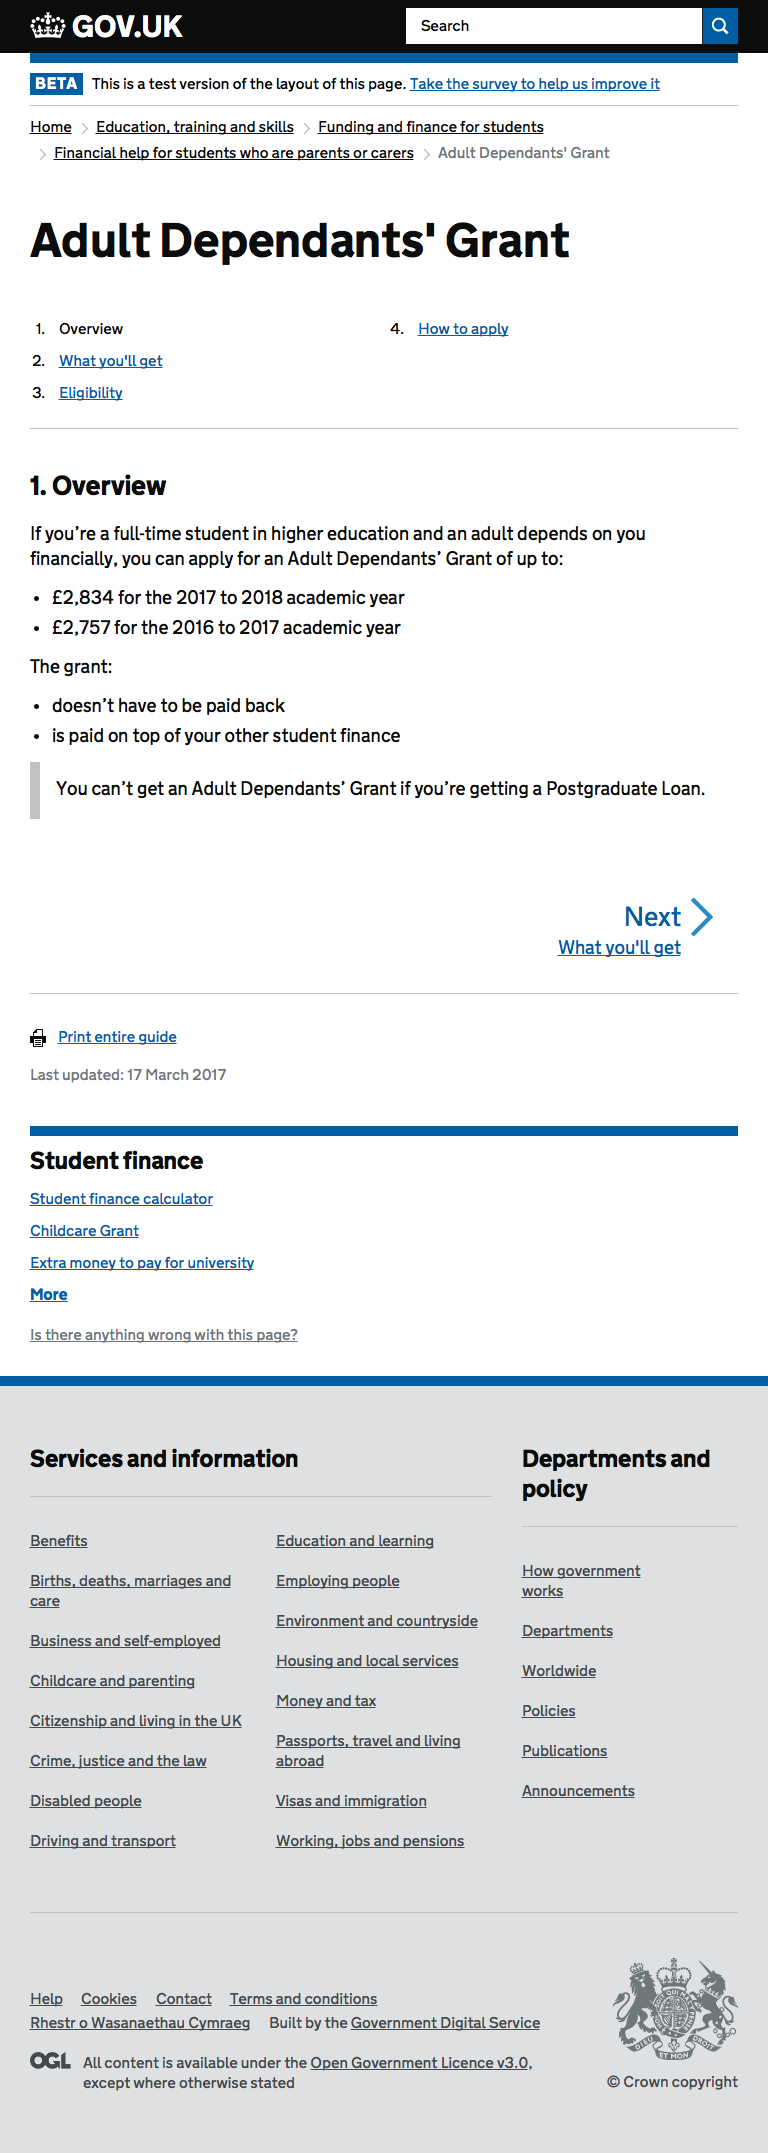 GOV.UK
Search
BETA This is a test version of the layout of this page. Take the survey to help us improve it
Home Education, training and skills Funding and finance for students
Financial help for students who are parents or carers Adult Dependants' Grant
Adult Dependants' Grant
1. Overview
2. What you'll get
3. Eligibility
4. How to apply
1. Overview
If you’re a full-time student in higher education and an adult depends on you
financially, you can apply for an Adult Dependants’ Grant of up to:
• £2,834 for the 2017 to 2018 academic year
• £2,757 for the 2016 to 2017 academic year
The grant:
• doesn’t have to be paid back
• is paid on top of your other student finance
You can’t get an Adult Dependants’ Grant if you’re getting a Postgraduate Loan.
Next
What you'll get
Print entire guide
Last updated: 17 March 2017
Student finance
Student finance calculator
Childcare Grant
Extra money to pay for university
More
Is there anything wrong with this page?
Services and information
Benefits
Births, deaths, marriages and
care
Business and self-employed
Childcare and parenting
Citizenship and living in the UK
Crime, justice and the law
Disabled people
Driving and transport
Education and learning
Employing people
Environment and countryside
Housing and local services
Money and tax
Passports, travel and living
abroad
Visas and immigration
Working, jobs and pensions
Departments and
policy
How government
works
Departments
Worldwide
Policies
Publications
Announcements
Help Cookies Contact Terms and conditions
Rhestr o Wasanaethau Cymraeg Built by the Government Digital Service
OGL All content is available under the Open Government Licence v3.0,
except where otherwise stated
DIEU ET MON
© Crown copyright